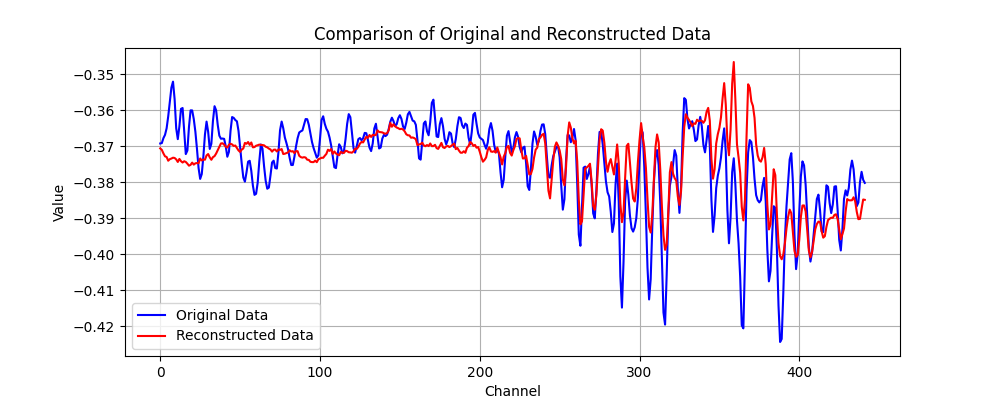 Comparison of Original and Reconstructed Data
−0.35
−0.36
−0.37
−0.38
−0.39
−0.40
−0.41
−0.42
Value
Original Data
Reconstructed Data
0 100 200 300 400
Channel